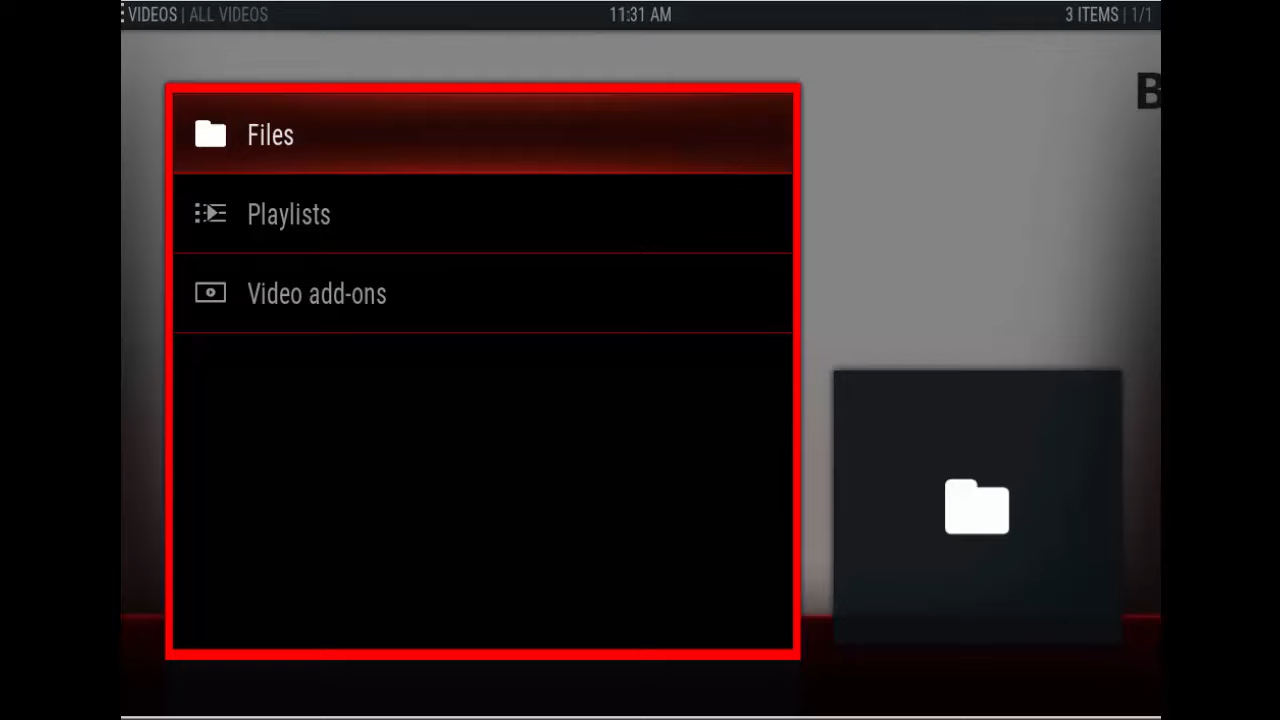 VIDEOS | ALL VIDEOS
11:31 AM
3 ITEMS | 1/1
B
Files
Playlists
Video add-ons